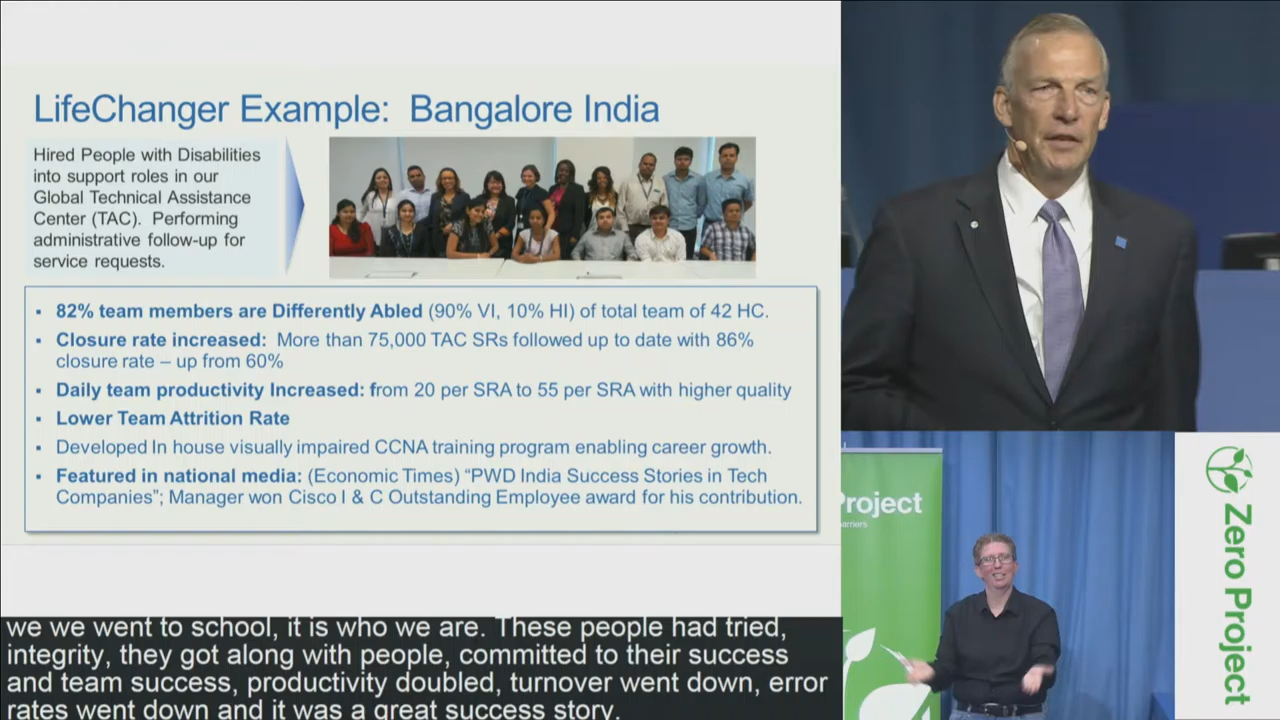 LifeChanger Example: Bangalore India
Hired People with Disabilities
into support roles in our
Global Technical Assistance
Center (TAC). Performing
administrative follow-up for
service requests.
▪ 82% team members are Differently Abled (90% VI, 10% HI) of total team of 42 HC.
▪ Closure rate increased: More than 75,000 TAC SRs followed up to date with 86%
closure rate – up from 60%
▪ Daily team productivity Increased: from 20 per SRA to 55 per SRA with higher quality
▪ Lower Team Attrition Rate
▪ Developed In house visually impaired CCNA training program enabling career growth.
▪ Featured in national media: (Economic Times) “PWD India Success Stories in Tech
Companies”; Manager won Cisco I & C Outstanding Employee award for his contribution.
we we went to school, it is who we are. These people had tried,
integrity, they got along with people, committed to their success
and team success, productivity doubled, turnover went down, error
rates went down and it was a great success story.
Project
arriers
Zero Project